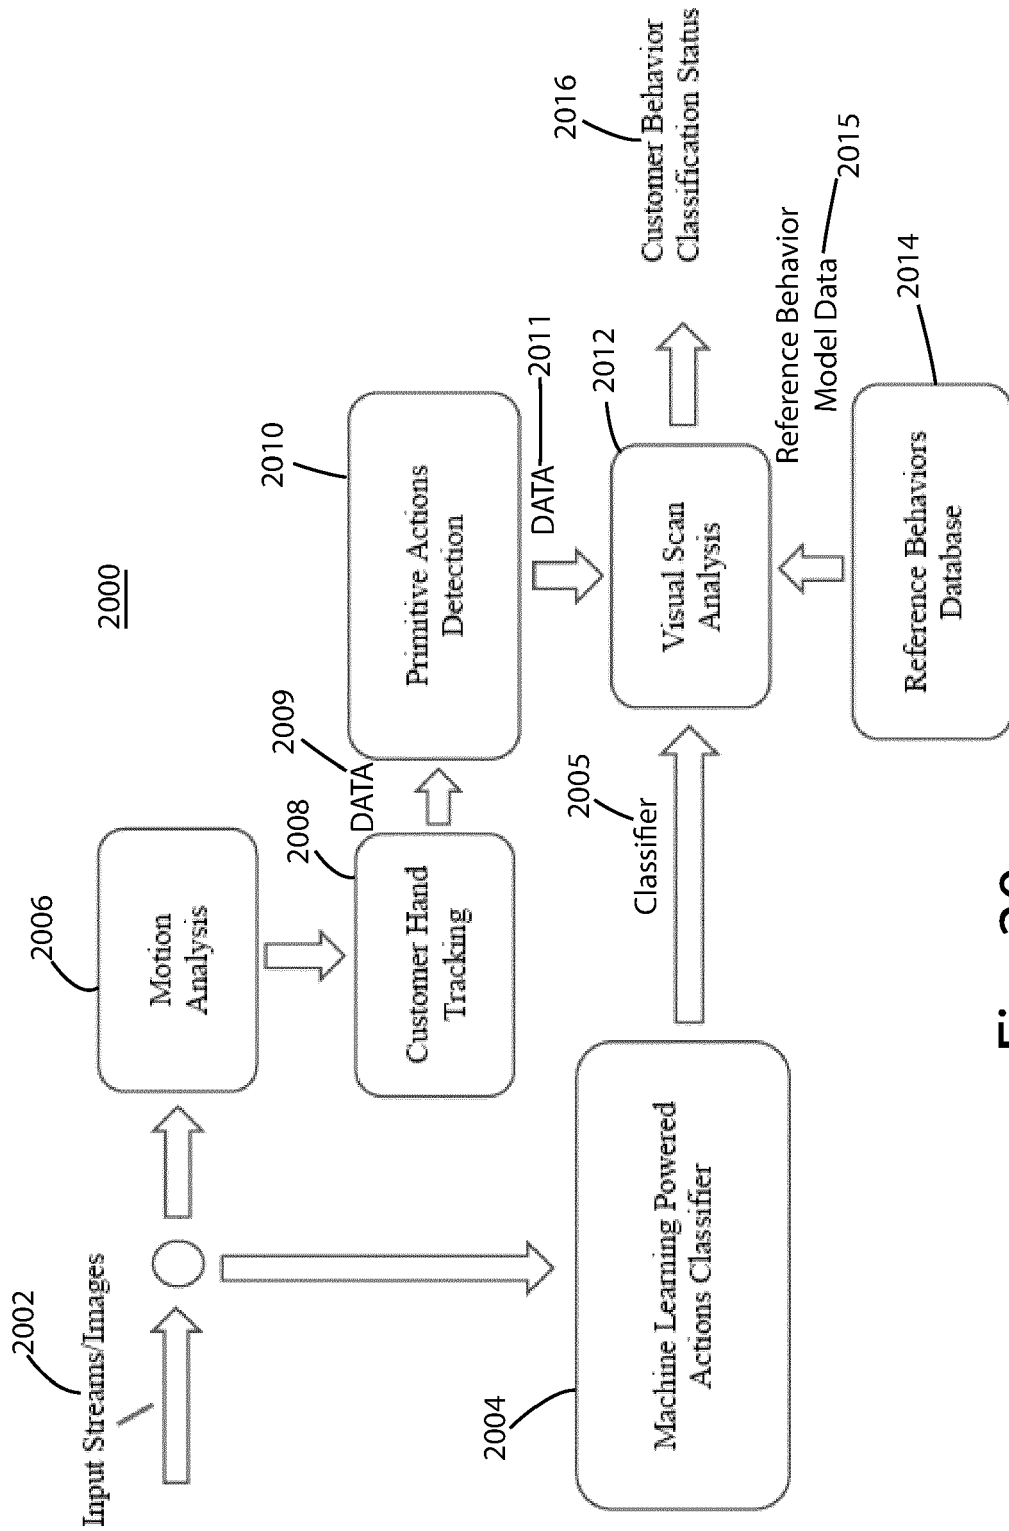 2000
2002
Input Streams/Images
2006
Motion
Analysis
2008
Customer Hand
Tracking
2009
DATA
2010
Primitive Actions
Detection
DATA
2011
2004
Machine Learning Powered
Actions Classifier
2005
Classifier
2012
Visual Scan
Analysis
2016
Customer Behavior
Classification Status
Reference Behavior
Model Data
2015
2014
Reference Behaviors
Database